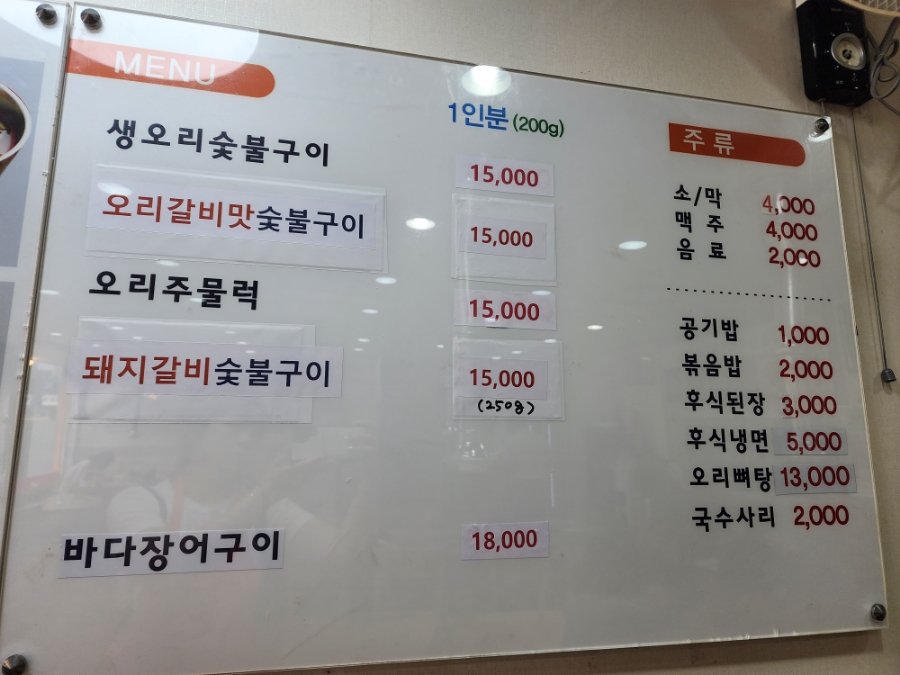 MENU
1인분 (200g)
생오리숯불구이 15,000
오리갈비맛숯불구이 15,000
오리주물럭 15,000
돼지갈비숯불구이 15,000
(250g)
바다장어구이 18,000
주류
소/막 4,000
맥주 4,000
음료 2,000
공기밥 1,000
볶음밥 2,000
후식된장 3,000
후식냉면 5,000
오리뼈탕 13,000
국수사리 2,000